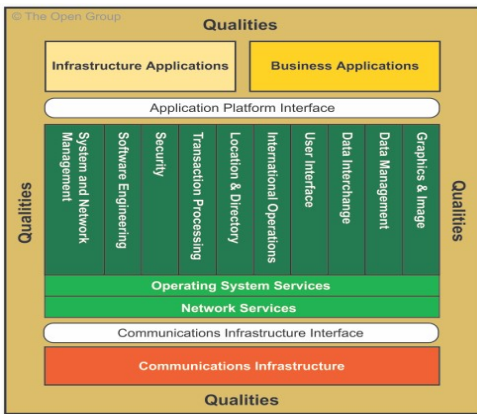 © The Open Group
Qualities
Infrastructure Applications
Business Applications
Application Platform Interface
Qualities
System and Network
Management
Software Engineering
Security
Transaction Processing
Location & Directory
International Operations
User Interface
Data Interchange
Data Management
Graphics & Image
Qualities
Operating System Services
Network Services
Communications Infrastructure Interface
Communications Infrastructure
Qualities